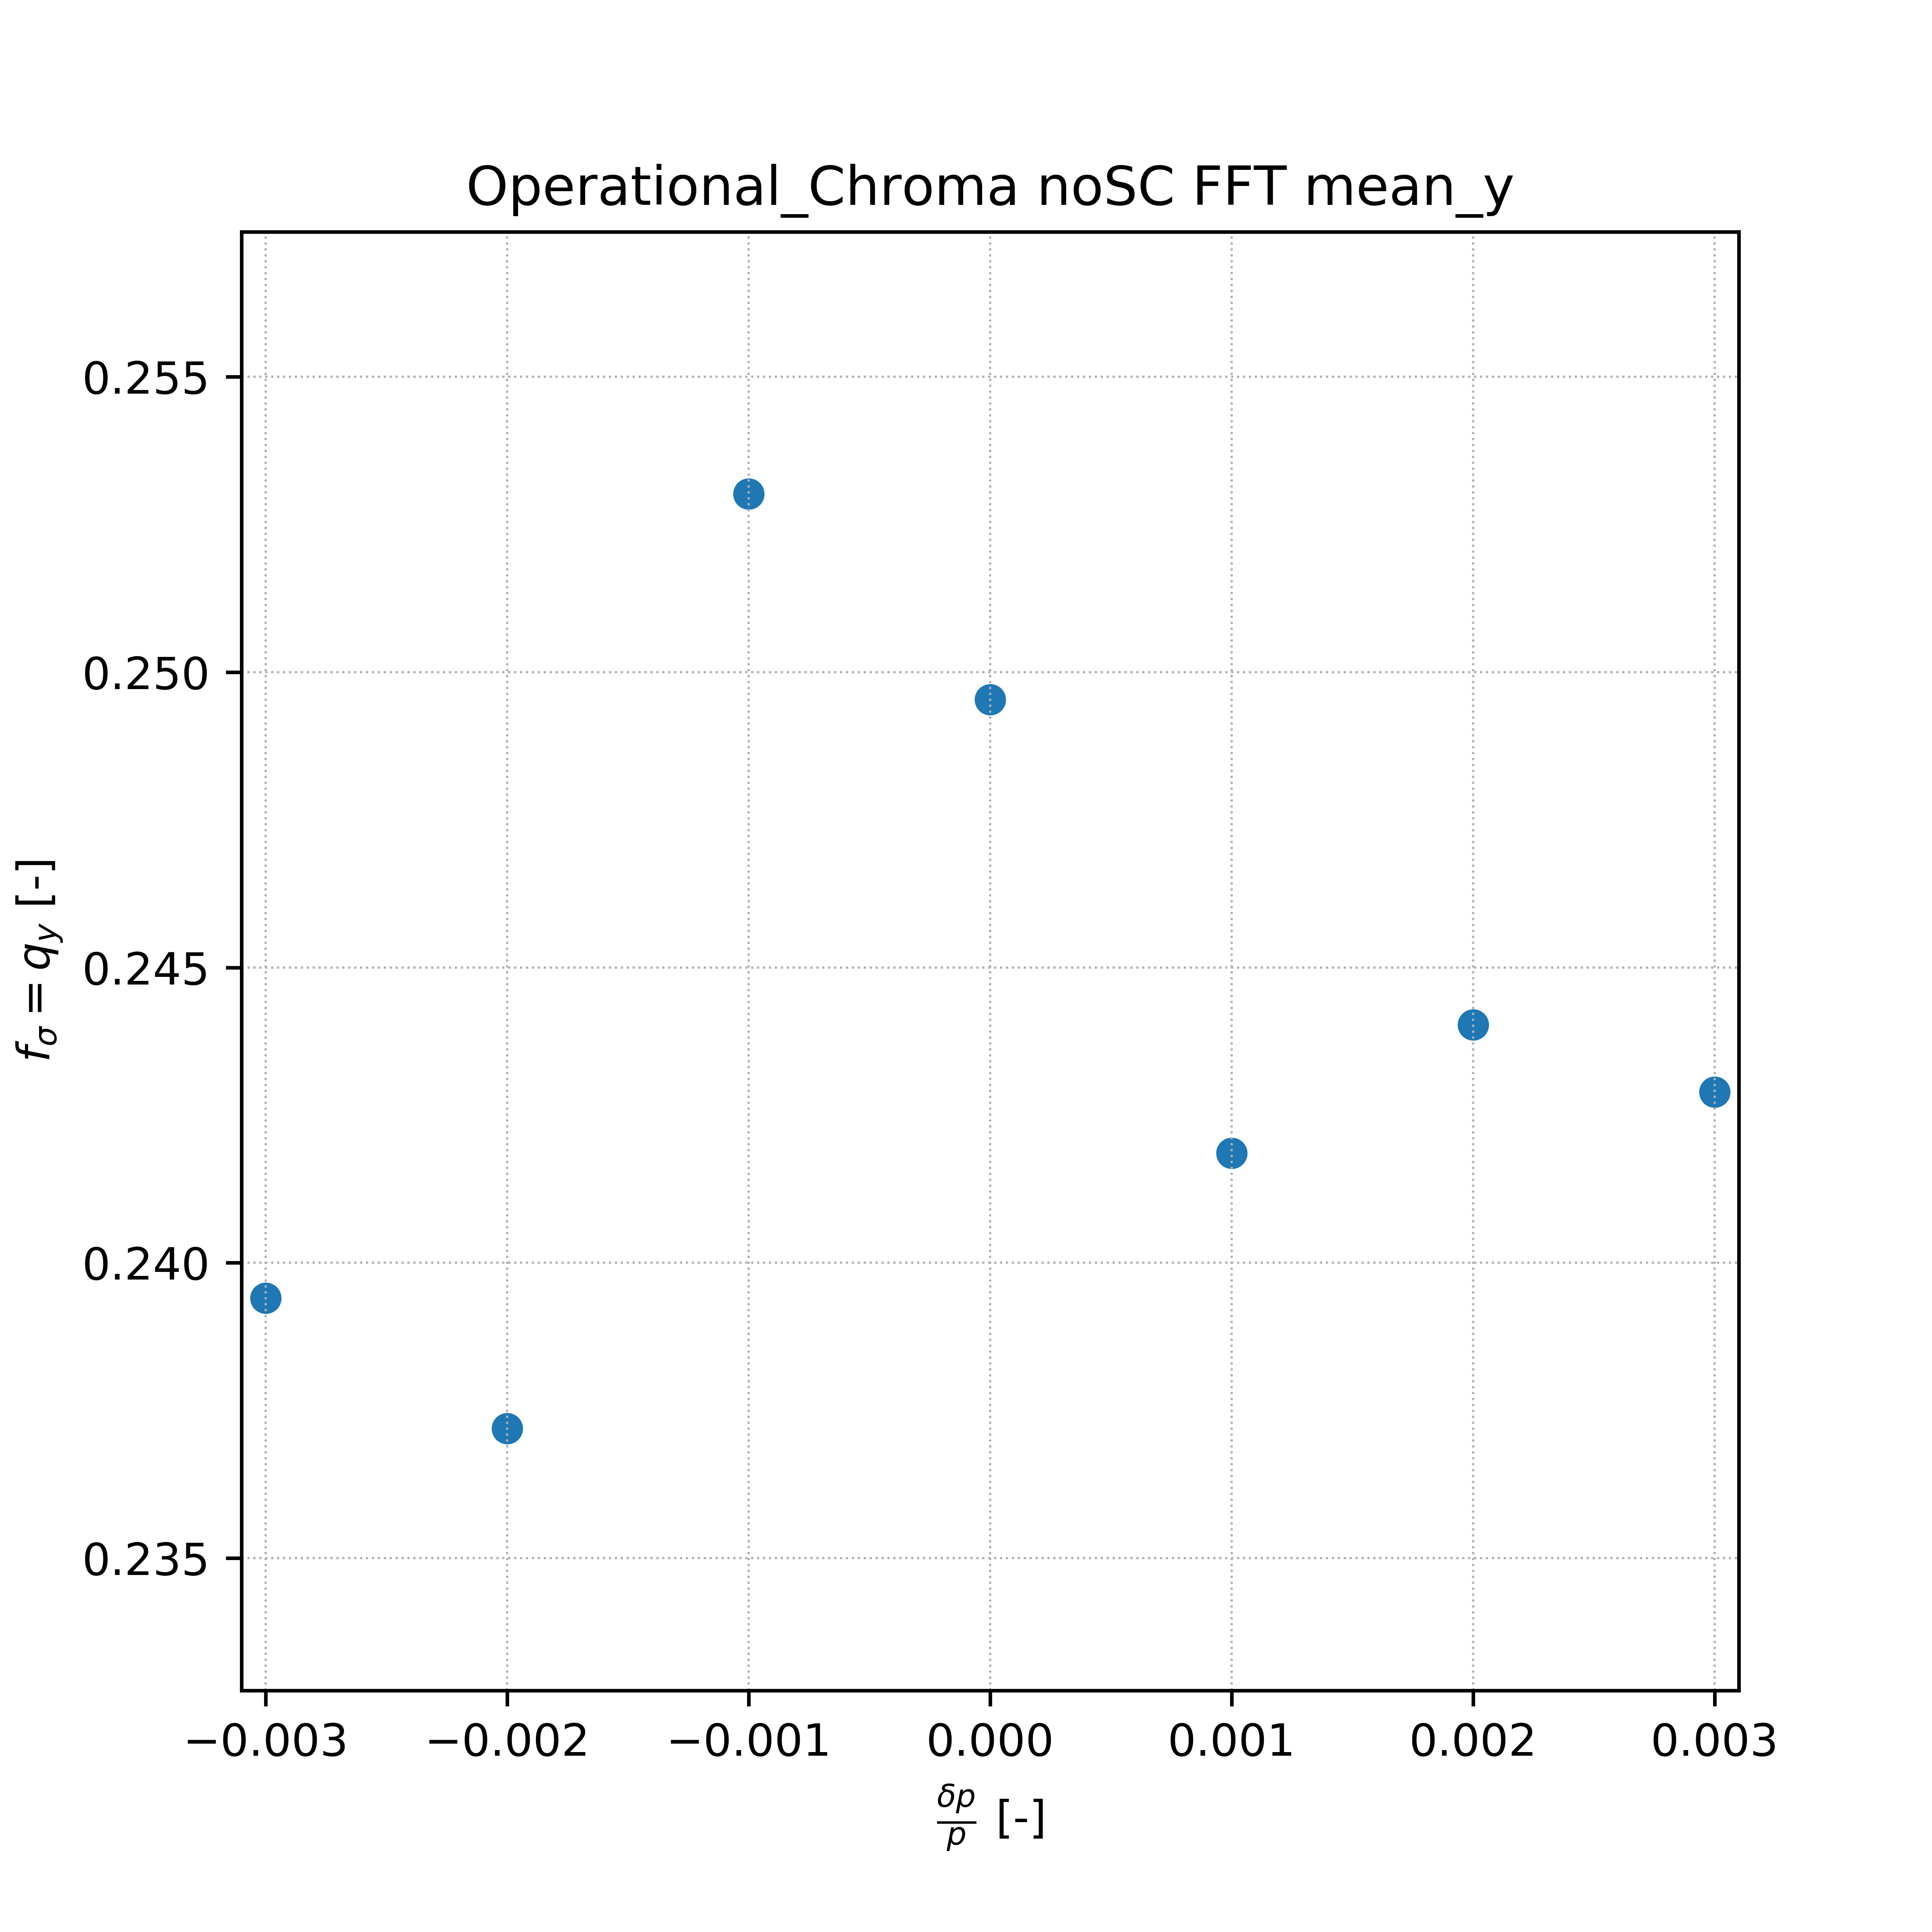 Operational_Chroma noSC FFT mean_y
0.255
0.250
0.245
0.240
0.235
f_σ = q_y [-]
−0.003 −0.002 −0.001 0.000 0.001 0.002 0.003
δp/p [-]